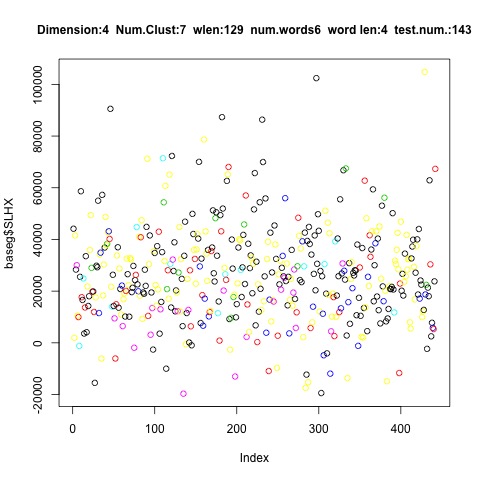 Dimension:4 Num.Clust:7 wlen:129 num.words6 word len:4 test.num.:143
100000
80000
60000
40000
20000
0
-20000
baseg$SLHX
0 100 200 300 400
Index